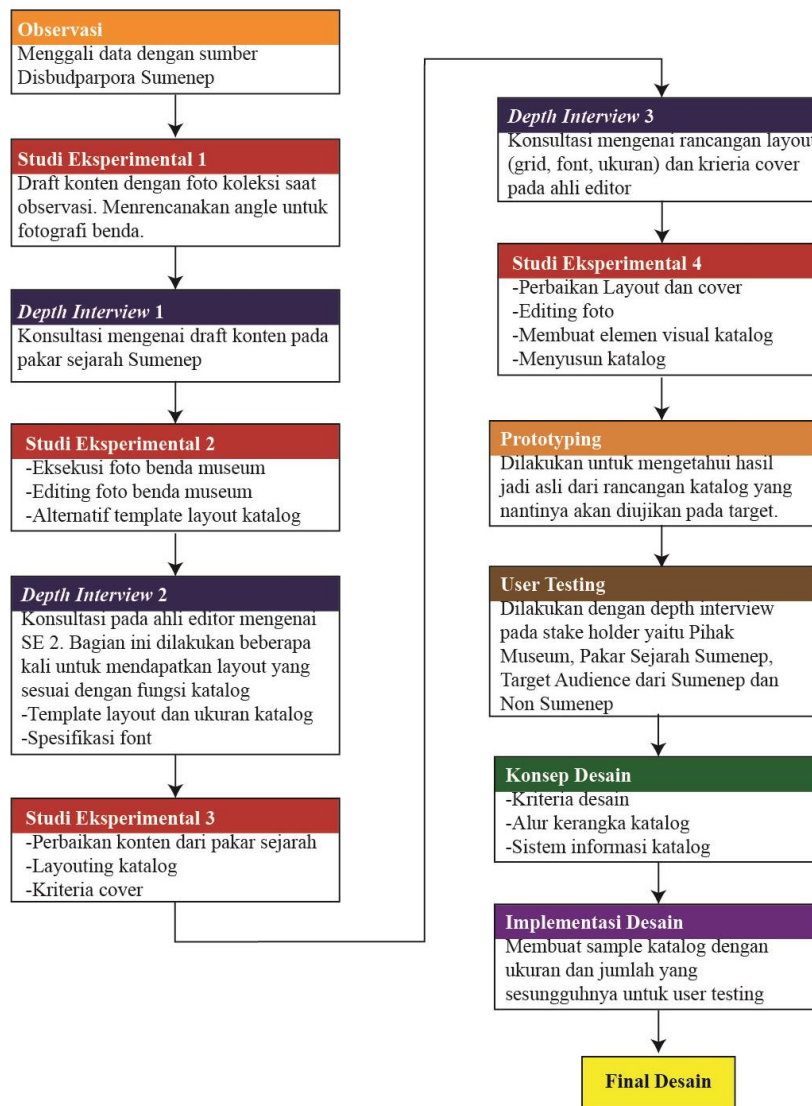 Observasi
Menggali data dengan sumber
Disbudparpora Sumenep
Studi Eksperimental 1
Draft konten dengan foto koleksi saat
observasi. Menrencanakan angle untuk
fotografi benda.
Depth Interview 1
Konsultasi mengenai draft konten pada
pakar sejarah Sumenep
Studi Eksperimental 2
-Eksekusi foto benda museum
-Editing foto benda museum
-Alternatif template layout katalog
Depth Interview 2
Konsultasi pada ahli editor mengenai
SE 2. Bagian ini dilakukan beberapa
kali untuk mendapatkan layout yang
sesuai dengan fungsi katalog
-Template layout dan ukuran katalog
-Spesifikasi font
Studi Eksperimental 3
-Perbaikan konten dari pakar sejarah
-Layouting katalog
-Kriteria cover
Depth Interview 3
Konsultasi mengenai rancangan layout
(grid, font, ukuran) dan krieria cover
pada ahli editor
Studi Eksperimental 4
-Perbaikan Layout dan cover
-Editing foto
-Membuat elemen visual katalog
-Menyusun katalog
Prototyping
Dilakukan untuk mengetahui hasil
jadi asli dari rancangan katalog yang
nantinya akan diujikan pada target.
User Testing
Dilakukan dengan depth interview
pada stake holder yaitu Pihak
Museum, Pakar Sejarah Sumenep,
Target Audience dari Sumenep dan
Non Sumenep
Konsep Desain
-Kriteria desain
-Alur kerangka katalog
-Sistem informasi katalog
Implementasi Desain
Membuat sample katalog dengan
ukuran dan jumlah yang
sesungguhnya untuk user testing
Final Desain